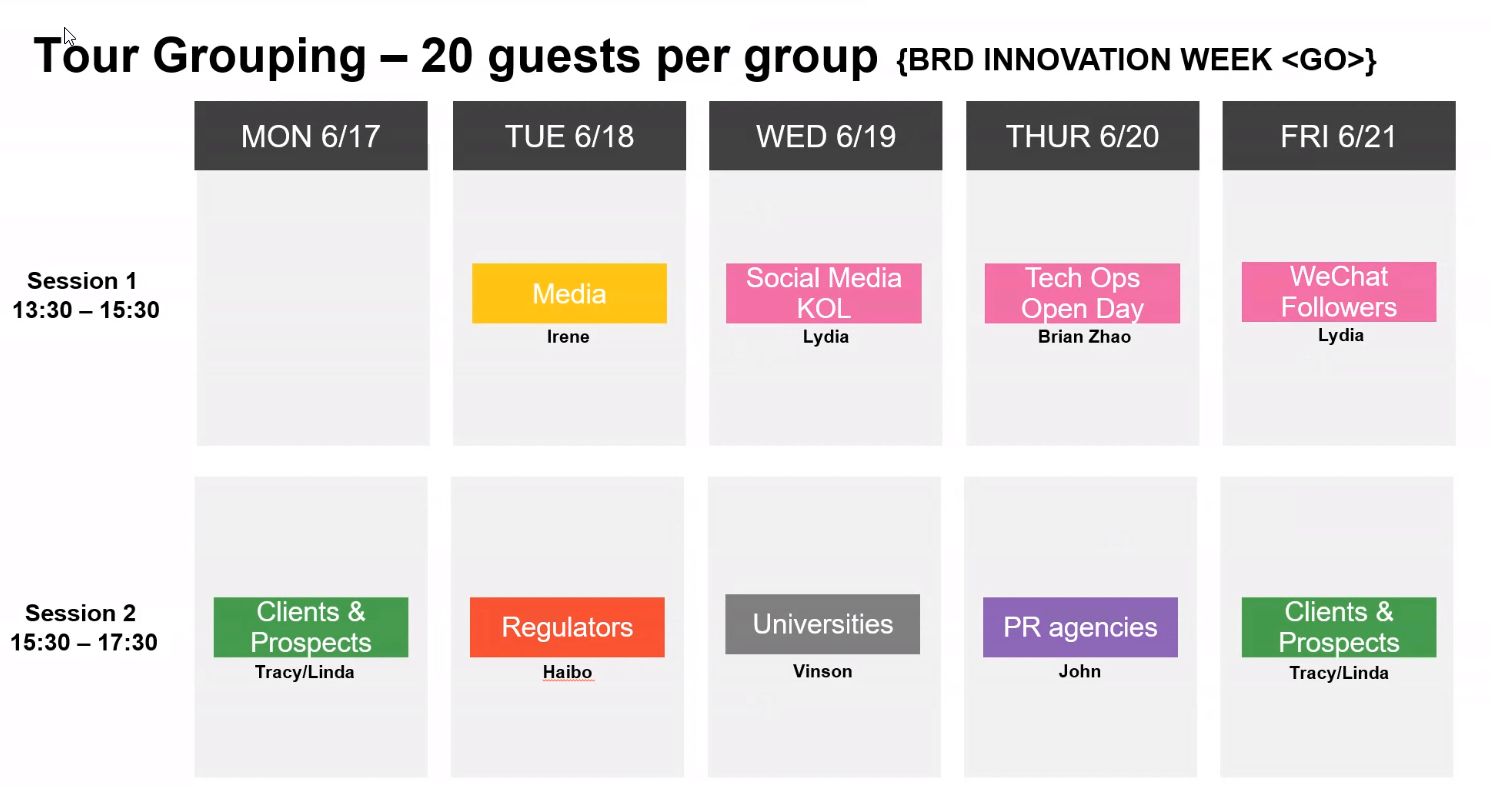 Tour Grouping – 20 guests per group {BRD INNOVATION WEEK <GO>}
MON 6/17
TUE 6/18
WED 6/19
THUR 6/20
FRI 6/21
Session 1
13:30 – 15:30
Media
Irene
Social Media
KOL
Lydia
Tech Ops
Open Day
Brian Zhao
WeChat
Followers
Lydia
Session 2
15:30 – 17:30
Clients &
Prospects
Tracy/Linda
Regulators
Haibo
Universities
Vinson
PR agencies
John
Clients &
Prospects
Tracy/Linda